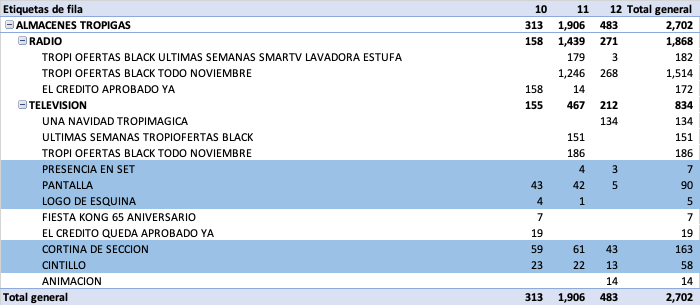 Etiquetas de fila 10 11 12 Total general
ALMACENES TROPIGAS 313 1,906 483 2,702
RADIO 158 1,439 271 1,868
TROPI OFERTAS BLACK ULTIMAS SEMANAS SMARTV LAVADORA ESTUFA 179 3 182
TROPI OFERTAS BLACK TODO NOVIEMBRE 1,246 268 1,514
EL CREDITO APROBADO YA 158 14 172
TELEVISION 155 467 212 834
UNA NAVIDAD TROPIMAGICA 134 134
ULTIMAS SEMANAS TROPIOFERTAS BLACK 151 151
TROPI OFERTAS BLACK TODO NOVIEMBRE 186 186
PRESENCIA EN SET 4 3 7
PANTALLA 43 42 5 90
LOGO DE ESQUINA 4 1 5
FIESTA KONG 65 ANIVERSARIO 7 7
EL CREDITO QUEDA APROBADO YA 19 19
CORTINA DE SECCION 59 61 43 163
CINTILLO 23 22 13 58
ANIMACION 14 14
Total general 313 1,906 483 2,702